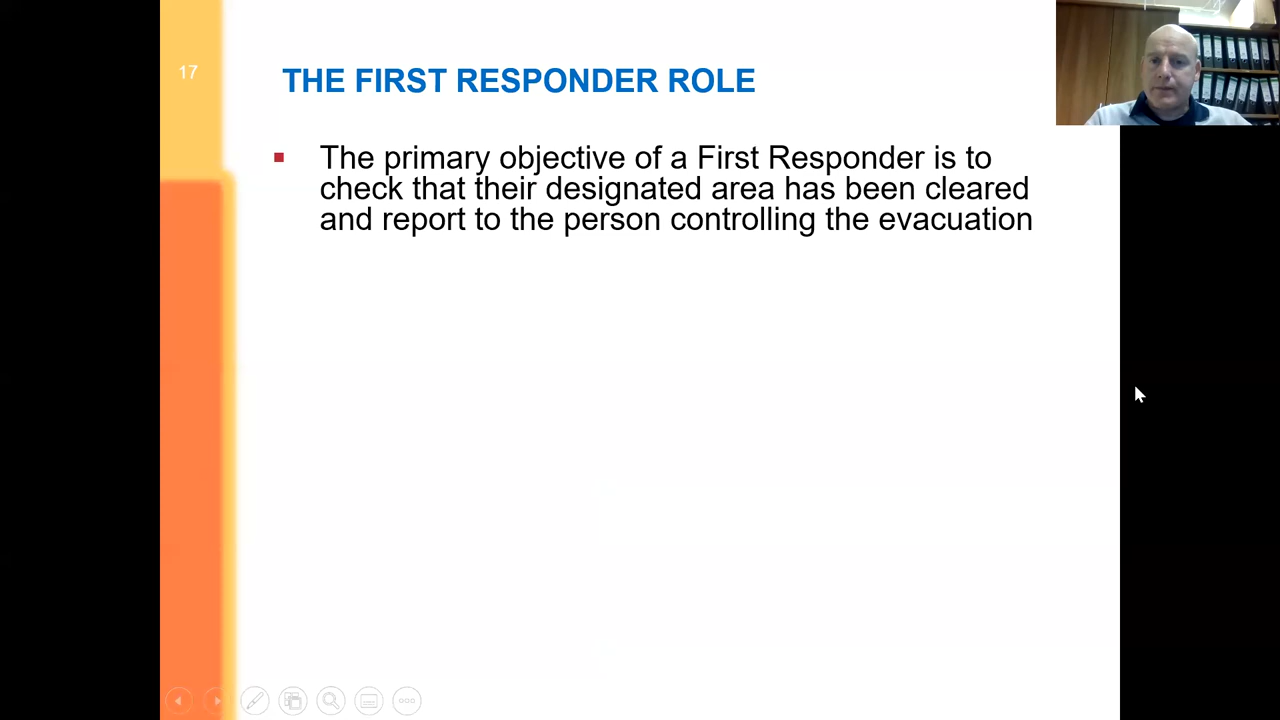 17
THE FIRST RESPONDER ROLE
The primary objective of a First Responder is to
check that their designated area has been cleared
and report to the person controlling the evacuation